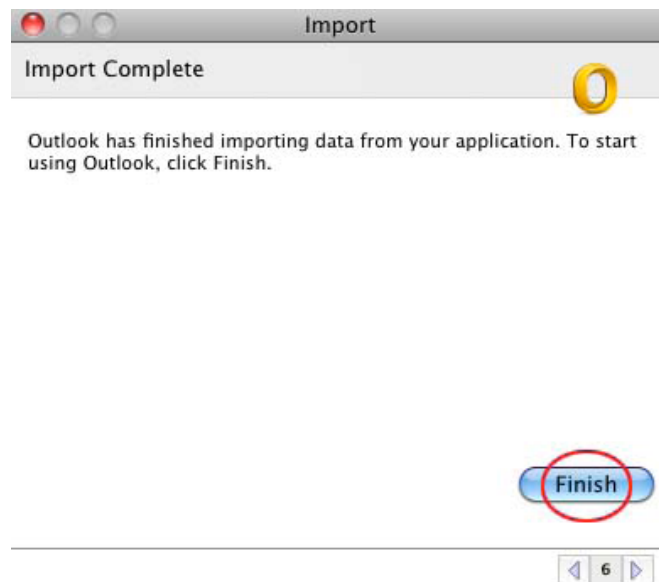 Import
Import Complete
Outlook has finished importing data from your application. To start
using Outlook, click Finish.
Finish
6